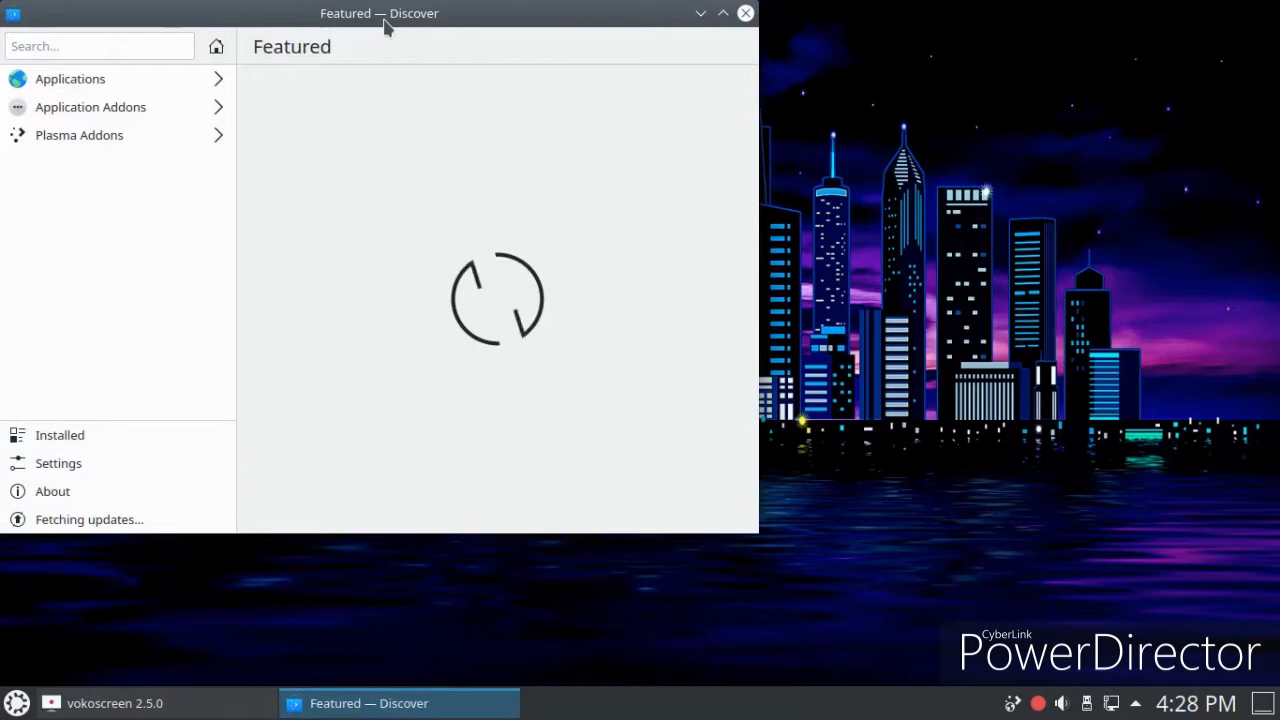 Featured — Discover
Search...
Featured
Applications
Application Addons
Plasma Addons
Installed
Settings
About
Fetching updates...
CyberLink
PowerDirector
vokoscreen 2.5.0
Featured — Discover
4:28 PM